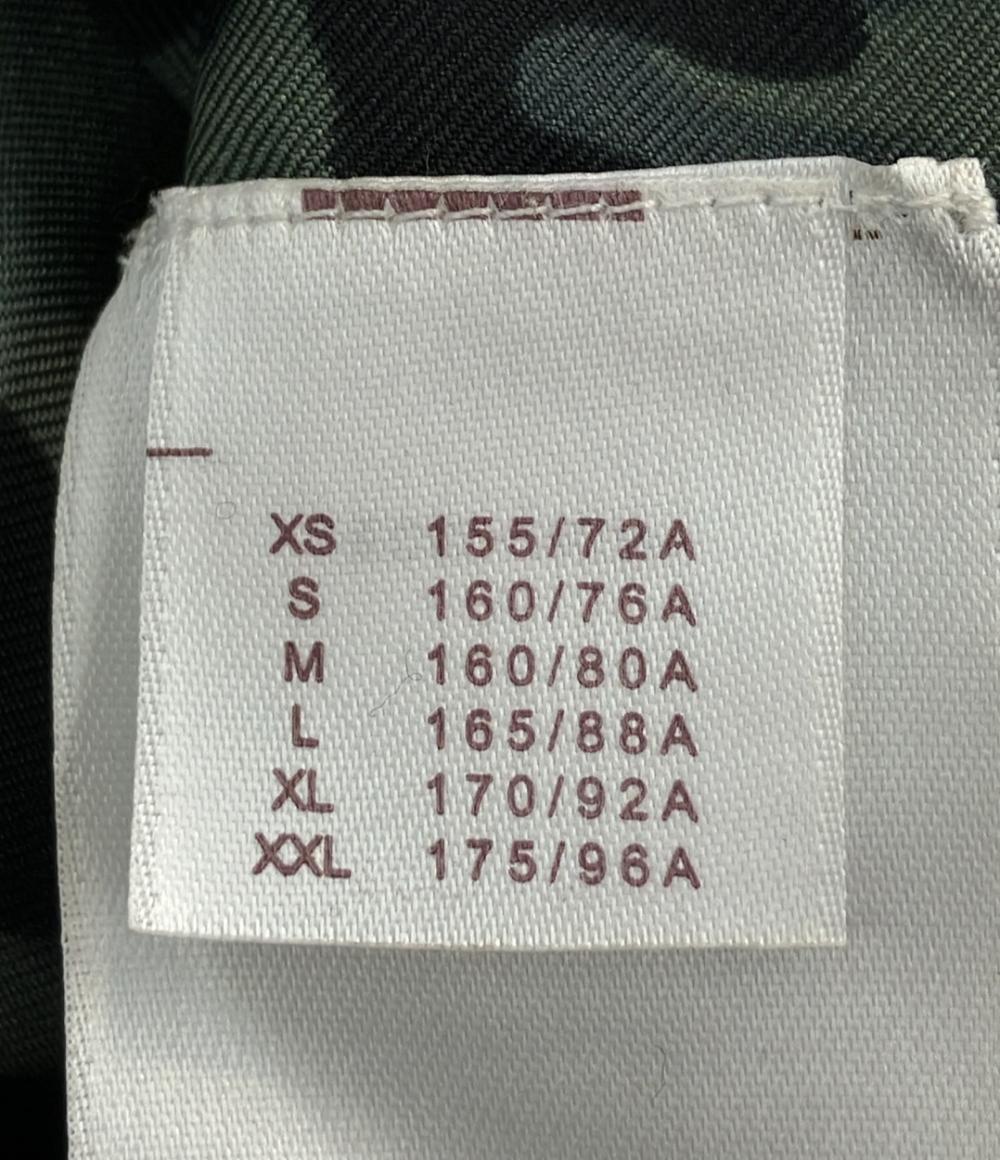 XS 155/72A
S 160/76A
M 160/80A
L 165/88A
XL 170/92A
XXL 175/96A